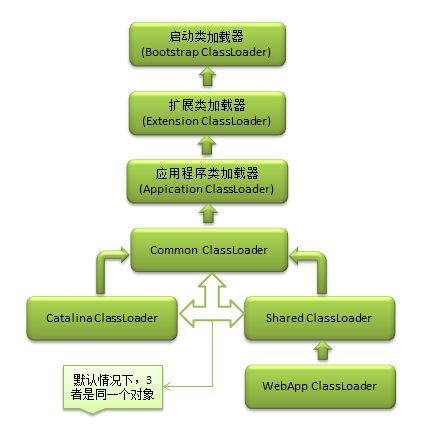 启动类加载器
(Bootstrap ClassLoader)
扩展类加载器
(Extension ClassLoader)
应用程序类加载器
(Appication ClassLoader)
Common ClassLoader
Catalina ClassLoader
Shared ClassLoader
默认情况下，3
者是同一个对象
WebApp ClassLoader